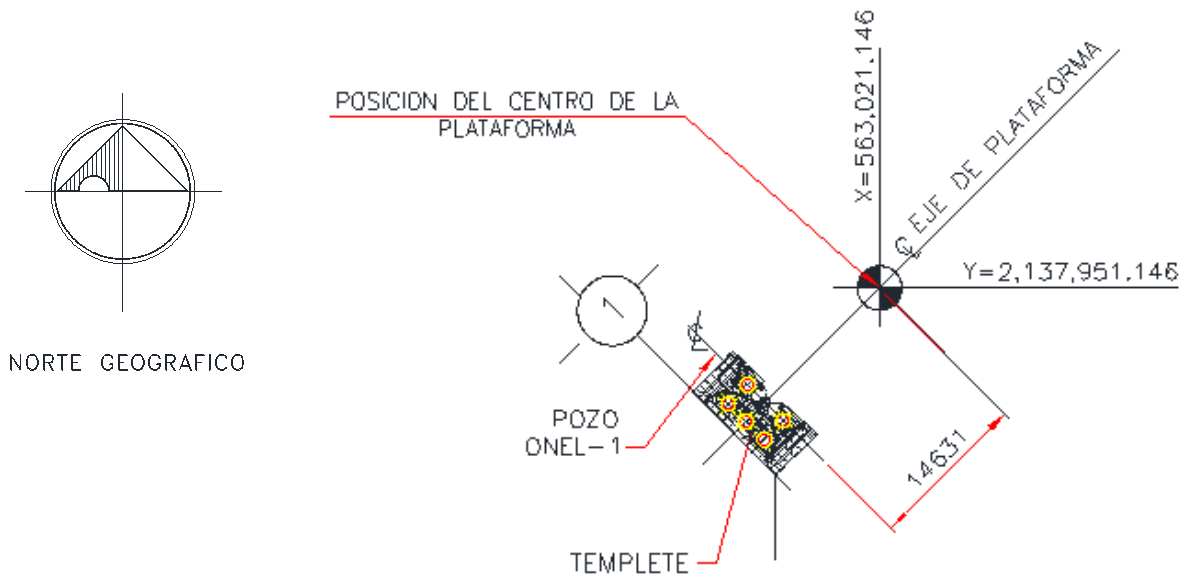 NORTE GEOGRAFICO
POSICION DEL CENTRO DE LA
PLATAFORMA
X=563,021.146
EJE DE PLATAFORMA
Y=2,137,951.146
1
POZO
ONEL-1
14631
TEMPLETE